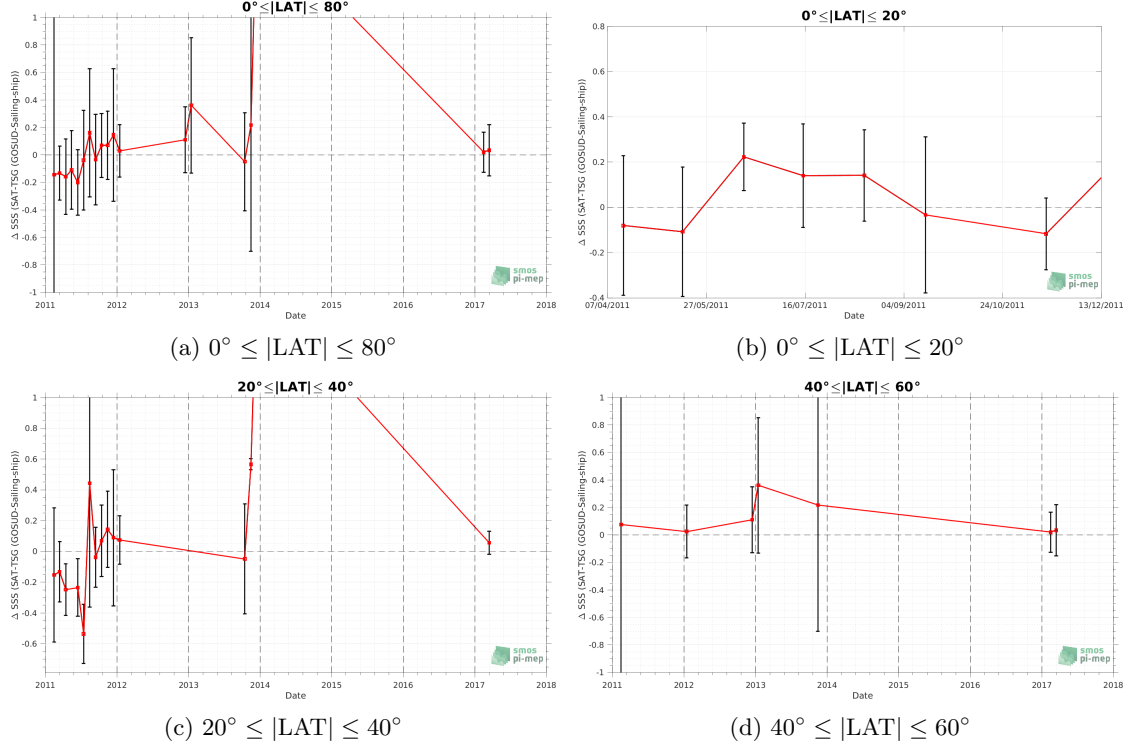 0°≤|LAT|≤ 80°
Δ SSS (SAT-TSG (GOSUD-Sailing-ship))
1
0.8
0.6
0.4
0.2
0
-0.2
-0.4
-0.6
-0.8
-1
2011 2012 2013 2014 2015 2016 2017 2018
Date
smos
pi-mep
(a) 0° ≤ |LAT| ≤ 80°
0°≤|LAT|≤ 20°
Δ SSS (SAT-TSG (GOSUD-Sailing-ship))
0.8
0.6
0.4
0.2
0
-0.2
-0.4
07/04/2011 27/05/2011 16/07/2011 04/09/2011 24/10/2011 13/12/2011
Date
smos
pi-mep
(b) 0° ≤ |LAT| ≤ 20°
20°≤|LAT|≤ 40°
Δ SSS (SAT-TSG (GOSUD-Sailing-ship))
1
0.8
0.6
0.4
0.2
0
-0.2
-0.4
-0.6
2011 2012 2013 2014 2015 2016 2017 2018
Date
smos
pi-mep
(c) 20° ≤ |LAT| ≤ 40°
40°≤|LAT|≤ 60°
Δ SSS (SAT-TSG (GOSUD-Sailing-ship))
1
0.8
0.6
0.4
0.2
0
-0.2
-0.4
-0.6
-0.8
-1
2011 2012 2013 2014 2015 2016 2017 2018
Date
smos
pi-mep
(d) 40° ≤ |LAT| ≤ 60°